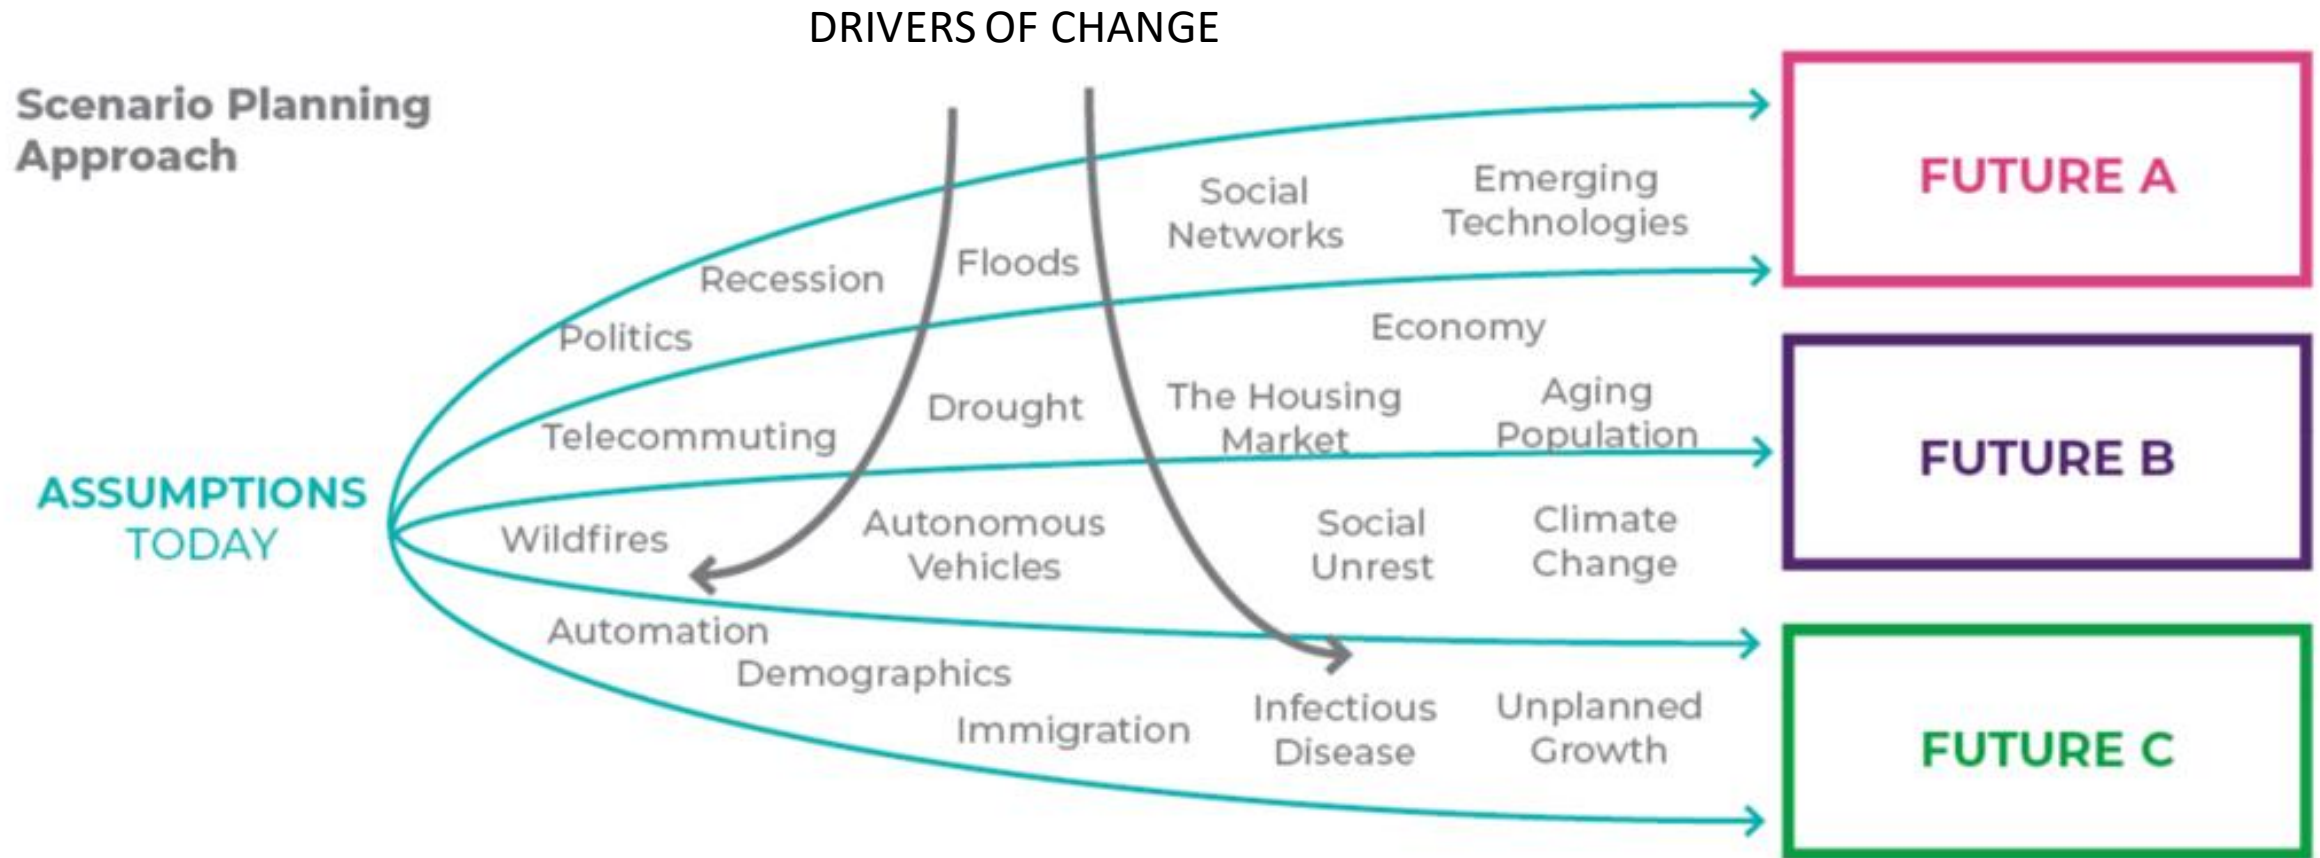 DRIVERS OF CHANGE
Scenario Planning
Approach
Social
Networks
Emerging
Technologies
FUTURE A
Recession
Floods
Politics
Economy
Telecommuting
Drought
The Housing
Market
Aging
Population
FUTURE B
ASSUMPTIONS
TODAY
Wildfires
Autonomous
Vehicles
Social
Unrest
Climate
Change
Automation
Demographics
Immigration
Infectious
Disease
Unplanned
Growth
FUTURE C